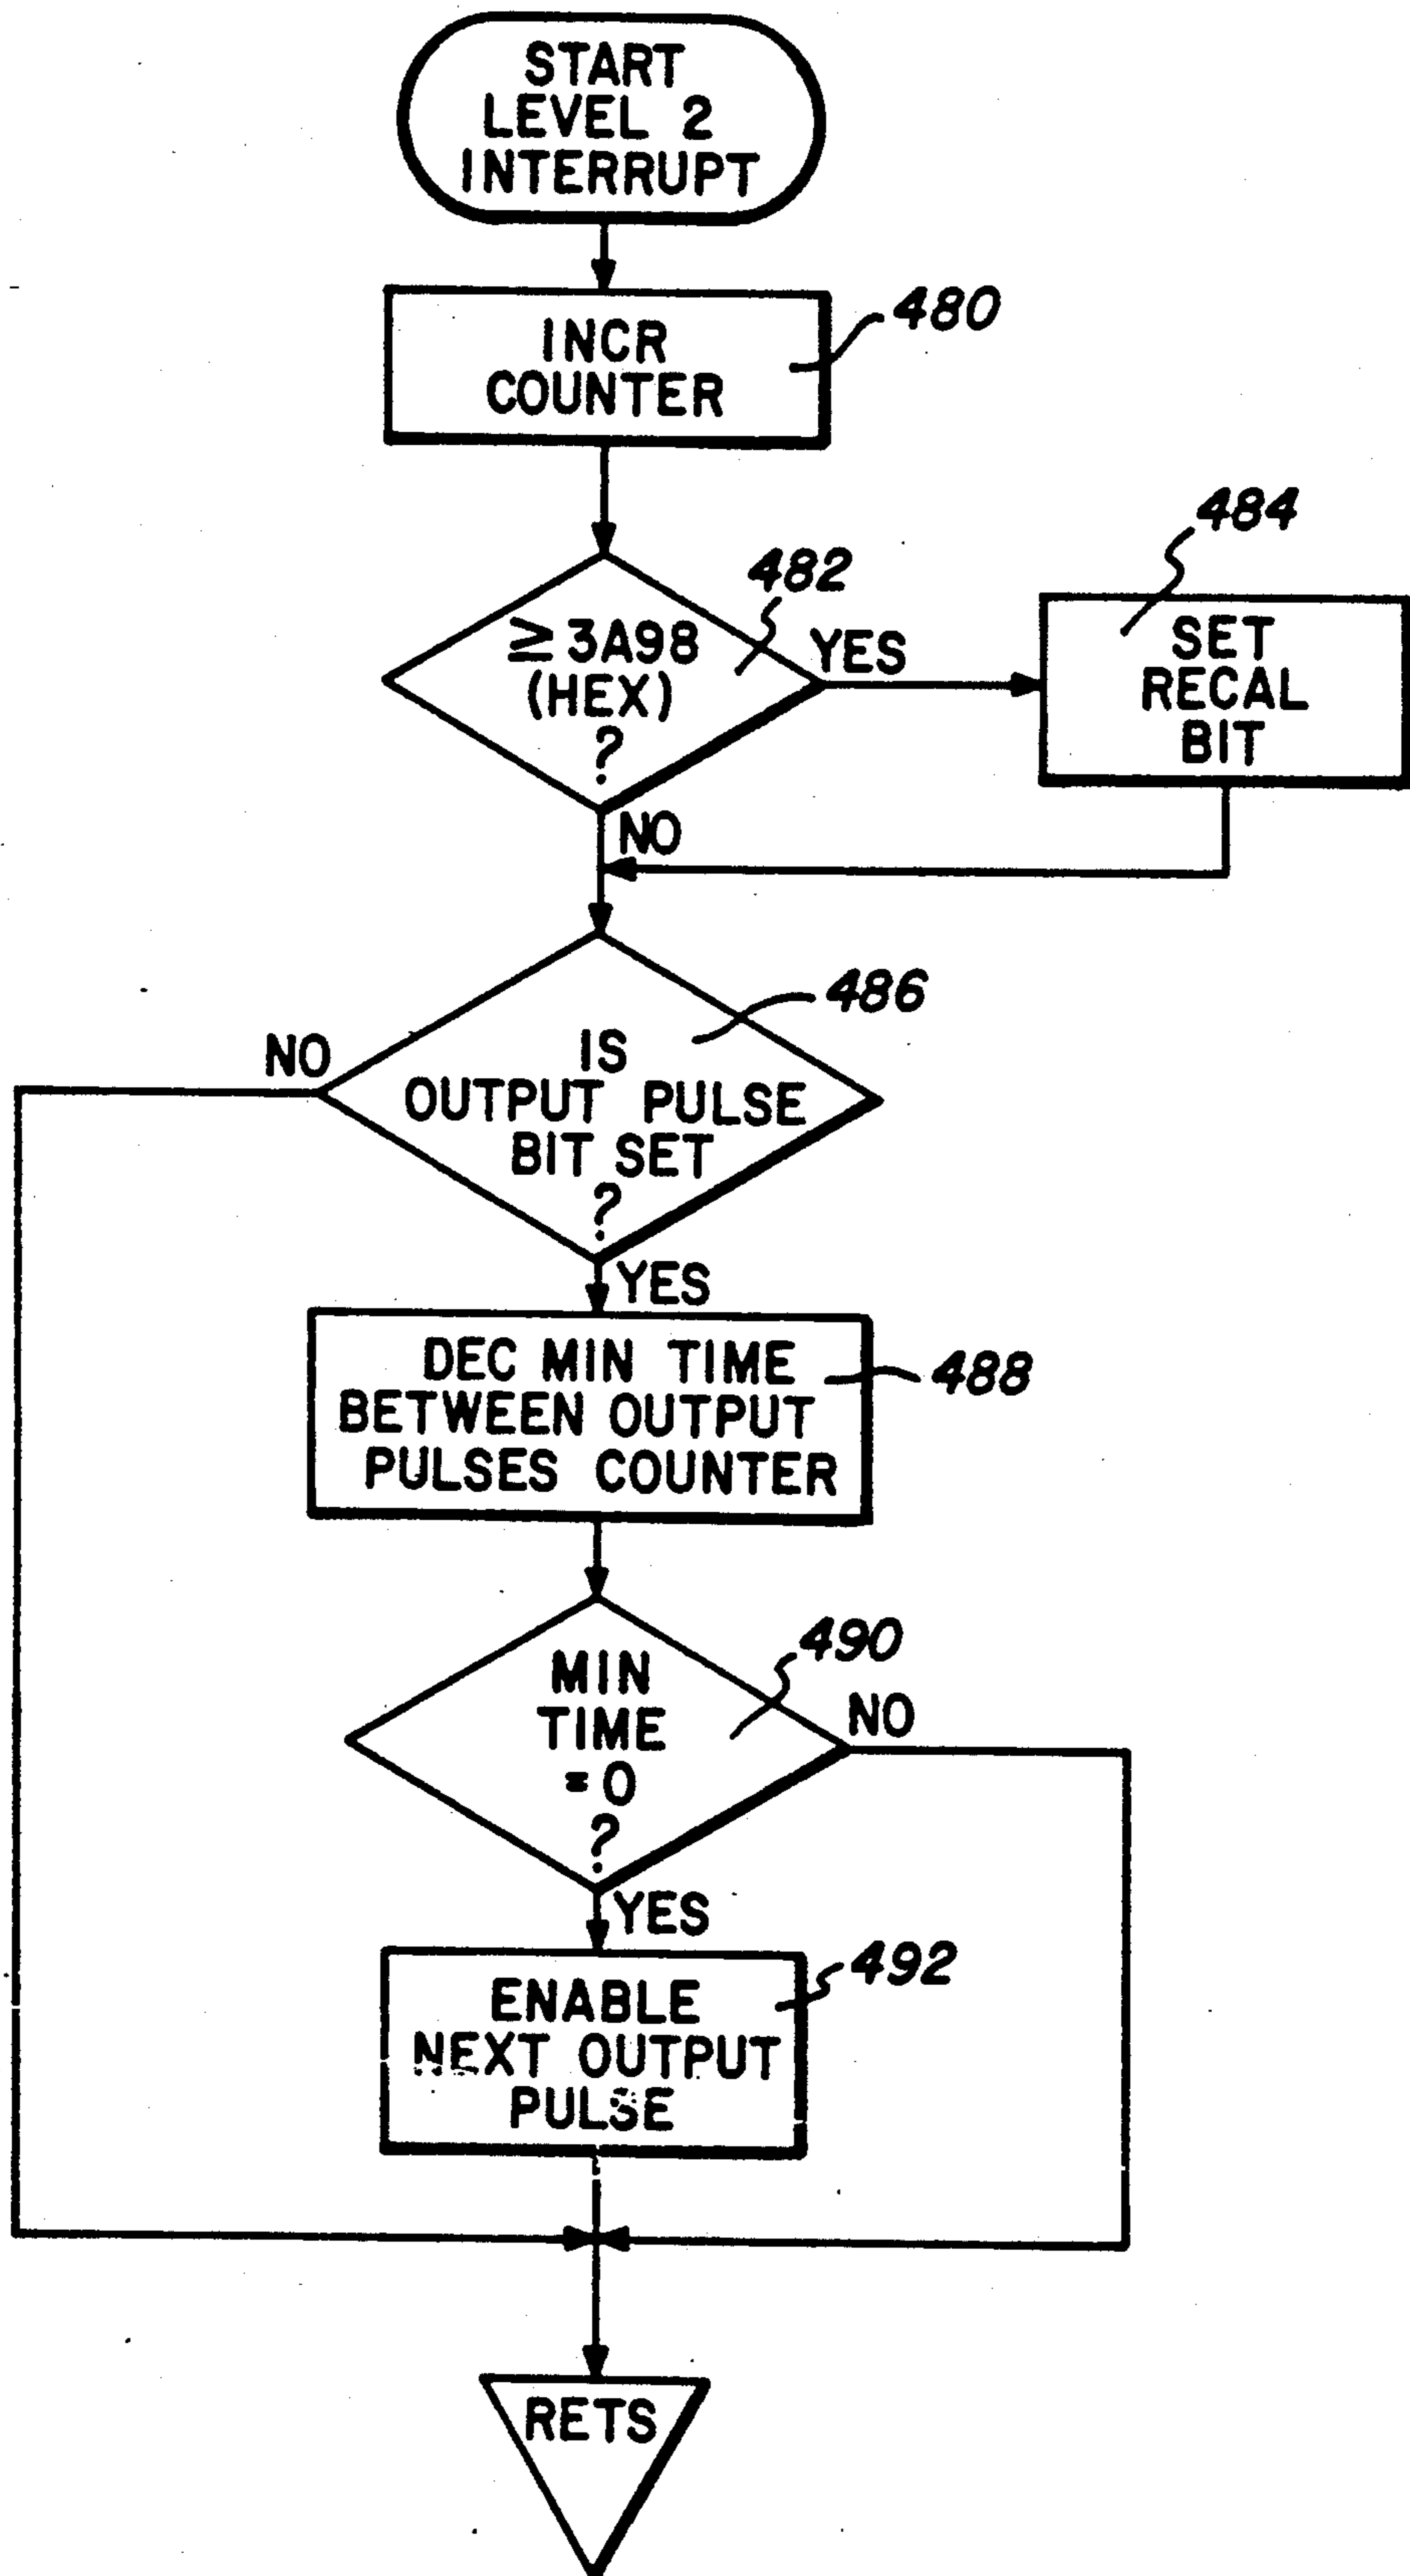 START
LEVEL 2
INTERRUPT
INCR
COUNTER
480
≥3A98
(HEX)
?
482
YES
NO
SET
RECAL
BIT
484
IS
OUTPUT PULSE
BIT SET
?
486
NO
YES
DEC MIN TIME
BETWEEN OUTPUT
PULSES COUNTER
488
MIN
TIME
=0
?
490
NO
YES
ENABLE
NEXT OUTPUT
PULSE
492
RETS